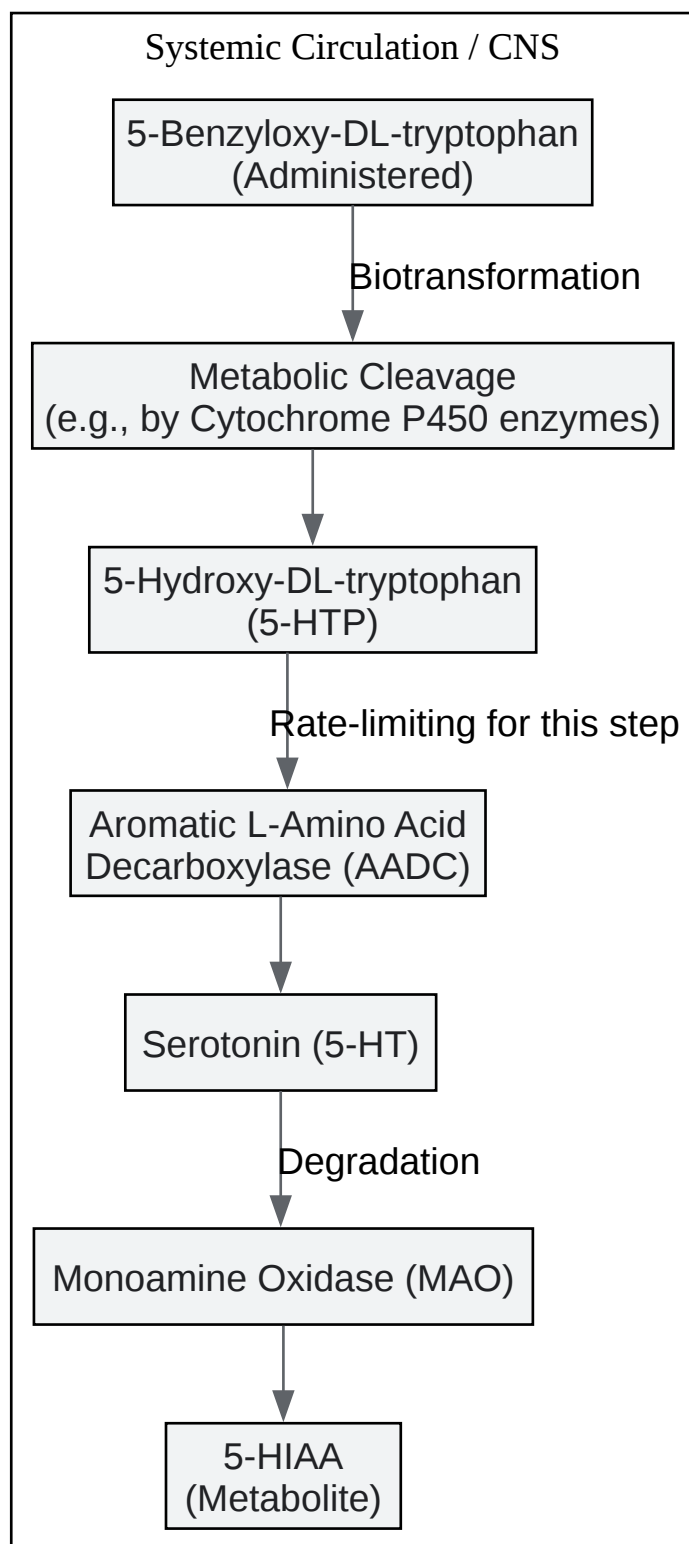 Systemic Circulation / CNS
5-Benzyloxy-DL-tryptophan
(Administered)
Biotransformation
Metabolic Cleavage
(e.g., by Cytochrome P450 enzymes)
5-Hydroxy-DL-tryptophan
(5-HTP)
Rate-limiting for this step
Aromatic L-Amino Acid
Decarboxylase (AADC)
Serotonin (5-HT)
Degradation
Monoamine Oxidase (MAO)
5-HIAA
(Metabolite)